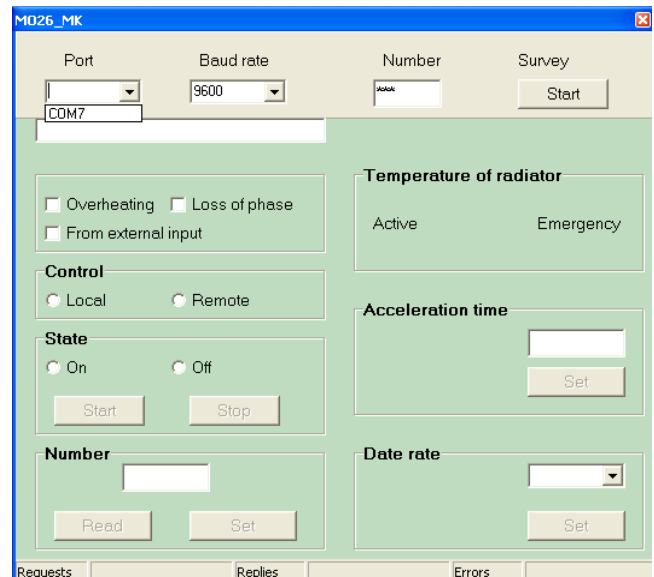 MO26_MK
Port Baud rate Number Survey
9600 **** Start
COM7
Temperature of radiator
Overheating Loss of phase
Active Emergency
From external input
Control
Local Remote
Acceleration time
State
On Off
Set
Start Stop
Number Date rate
Read Set Set
Requests Replies Errors